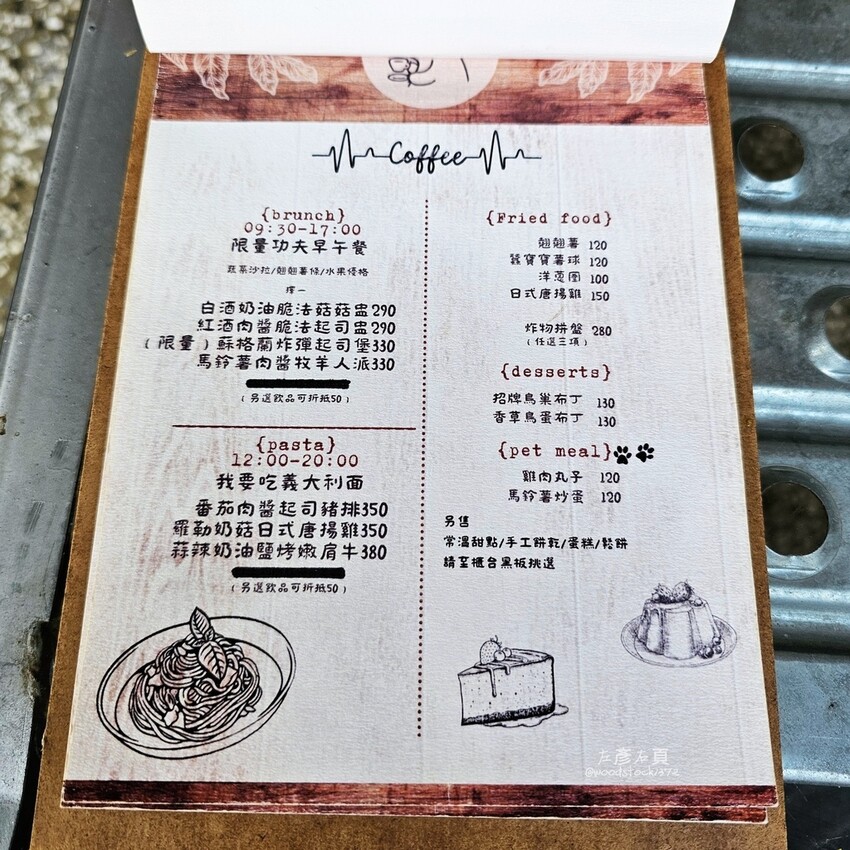 Coffee
{brunch}
09:30-17:00
限量功夫早午餐
蔬菜沙拉/翹翹薯條/水果優格
擇一
白酒奶油脆法菇菇盅290
紅酒肉醬脆法起司盅290
(限量)蘇格蘭炸彈起司堡330
馬鈴薯肉醬牧羊人派330
(另選飲品可折抵50)
{pasta}
12:00-20:00
我要吃義大利麵
番茄肉醬起司豬排350
羅勒奶菇日式唐揚雞350
蒜辣奶油鹽烤嫩肩牛380
(另選飲品可折抵50)
{Fried food}
翹翹薯 120
蠶寶寶薯球 120
洋蔥圈 100
日式唐揚雞 150
炸物拼盤 280
(任選三項)
{desserts}
招牌鳥巢布丁 130
香草鳥蛋布丁 130
{pet meal}
雞肉丸子 120
馬鈴薯炒蛋 120
另售
常溫甜點/手工餅乾/蛋糕/鬆餅
請至櫃台黑板挑選
左彥右頁
@woodstock1372